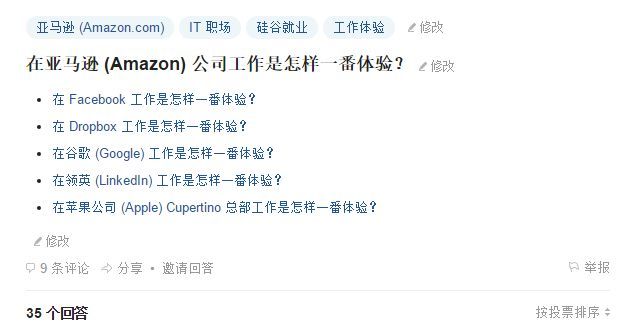 亚马逊 (Amazon.com) IT 职场 硅谷就业 工作体验 修改
在亚马逊 (Amazon) 公司工作是怎样一番体验？ 修改
在 Facebook 工作是怎样一番体验？
在 Dropbox 工作是怎样一番体验？
在谷歌 (Google) 工作是怎样一番体验？
在领英 (LinkedIn) 工作是怎样一番体验？
在苹果公司 (Apple) Cupertino 总部工作是怎样一番体验？
修改
9 条评论 分享 • 邀请回答 举报
35 个回答 按投票排序